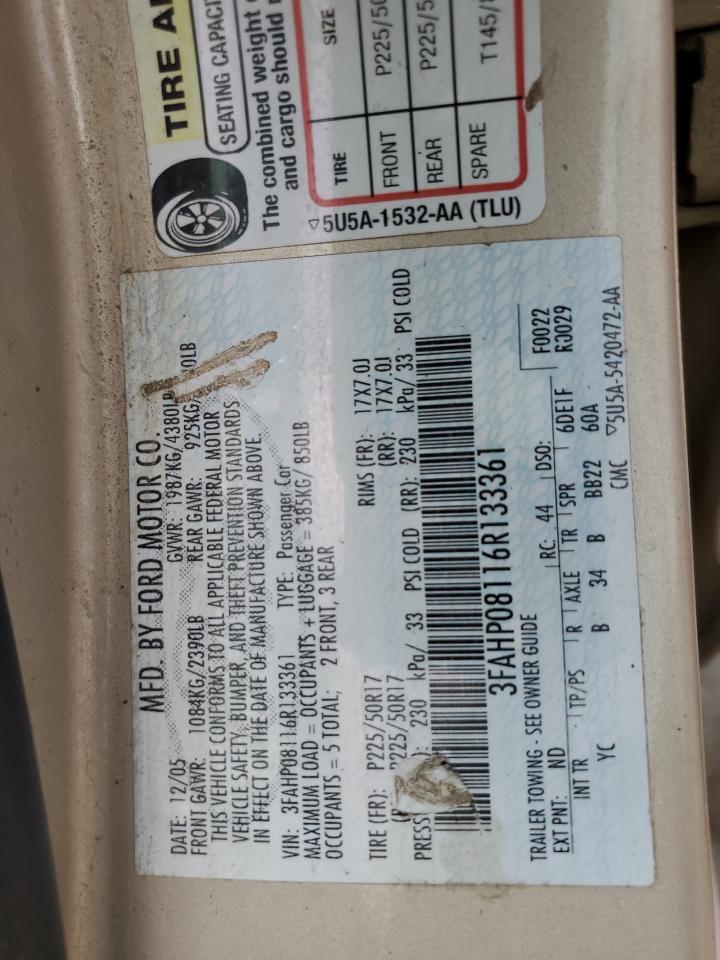 TIRE
SEATING CAPACI
The combined weight
and cargo should
TIRE SIZE
FRONT P225/50
REAR P225/5
SPARE T145/
▽5U5A-1532-AA (TLU)
MFD. BY FORD MOTOR CO.
DATE: 12/05 GVWR: 1987KG/4380LB
FRONT GAWR: 1084KG/2390LB REAR GAWR: 925KG/ 0LB
THIS VEHICLE CONFORMS TO ALL APPLICABLE FEDERAL MOTOR
VEHICLE SAFETY, BUMPER, AND THEFT PREVENTION STANDARDS
IN EFFECT ON THE DATE OF MANUFACTURE SHOWN ABOVE.
VIN: 3FAHP08116R133361 TYPE: Passenger Car
MAXIMUM LOAD = OCCUPANTS + LUGGAGE = 385KG/ 850LB
OCCUPANTS = 5 TOTAL; 2 FRONT, 3 REAR
TIRE (FR): P225/50R17 RIMS (FR): 17X7.0J
P225/50R17 (RR): 17X7.0J
PRESS ): 230 kPa/ 33 PSI COLD (RR): 230 kPa/ 33 PSI COLD
3FAHP08116R133361
TRAILER TOWING - SEE OWNER GUIDE
EXT PNT: ND RC: 44 DSO: F0022
R0029
INT TR TP/PS R AXLE TR SPR 6DE1F
YC B 34 B BB22 60A
CMC ▽5U5A-5420472-AA